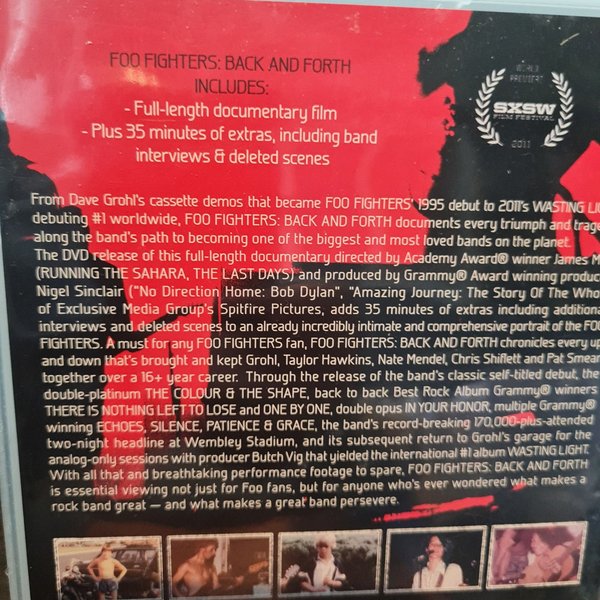 FOO FIGHTERS: BACK AND FORTH
INCLUDES:
- Full-length documentary film
- Plus 35 minutes of extras, including band
interviews & deleted scenes
WORLD
PREMIERE
SXSW
FILM FESTIVAL
2011
From Dave Grohl's cassette demos that became FOO FIGHTERS' 1995 debut to 2011's WASTING
debuting #1 worldwide, FOO FIGHTERS: BACK AND FORTH documents every triumph and
along the band's path to becoming one of the biggest and most loved bands on the planet.
The DVD release of this full-length documentary directed by Academy Award® winner James
(RUNNING THE SAHARA, THE LAST DAYS) and produced by Grammy® Award winning
Nigel Sinclair ("No Direction Home: Bob Dylan", "Amazing Journey: The Story Of The Who
of Exclusive Media Group's Spitfire Pictures, adds 35 minutes of extras including
interviews and deleted scenes to an already incredibly intimate and comprehensive portrait of the
FIGHTERS. A must for any FOO FIGHTERS fan, FOO FIGHTERS: BACK AND FORTH chronicles every up
and down that's brought and kept Grohl, Taylor Hawkins, Nate Mendel, Chris Shiflett and Pat Smear
together over a 16+ year career. Through the release of the band's classic self-titled debut, the
double-platinum THE COLOUR & THE SHAPE, back to back Best Rock Album Grammy® winners
THERE IS NOTHING LEFT TO LOSE and ONE BY ONE, double opus IN YOUR HONOR, multiple Grammy®
winning ECHOES, SILENCE, PATIENCE & GRACE, the band's record-breaking 170,000-plus-attended
two-night headline at Wembley Stadium, and its subsequent return to Grohl's garage for the
analog-only sessions with producer Butch Vig that yielded the international #1 album WASTING LIGHT.
With all that and breathtaking performance footage to spare, FOO FIGHTERS: BACK AND FORTH
is essential viewing not just for Foo fans, but for anyone who's ever wondered what makes a
rock band great — and what makes a great band persevere.